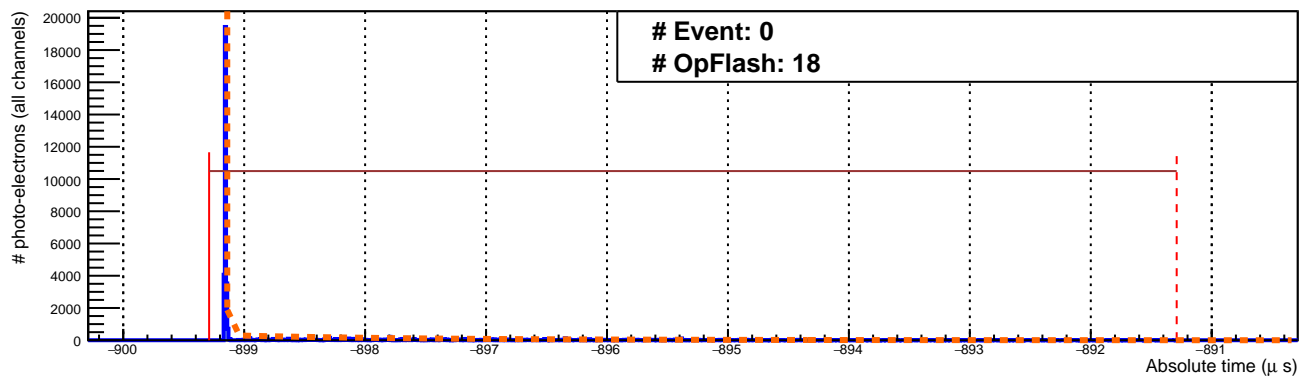 # Event: 0
# OpFlash: 18
# photo-electrons (all channels)
20000
18000
16000
14000
12000
10000
8000
6000
4000
2000
0
−900 −899 −898 −897 −896 −895 −894 −893 −892 −891
Absolute time (μ s)